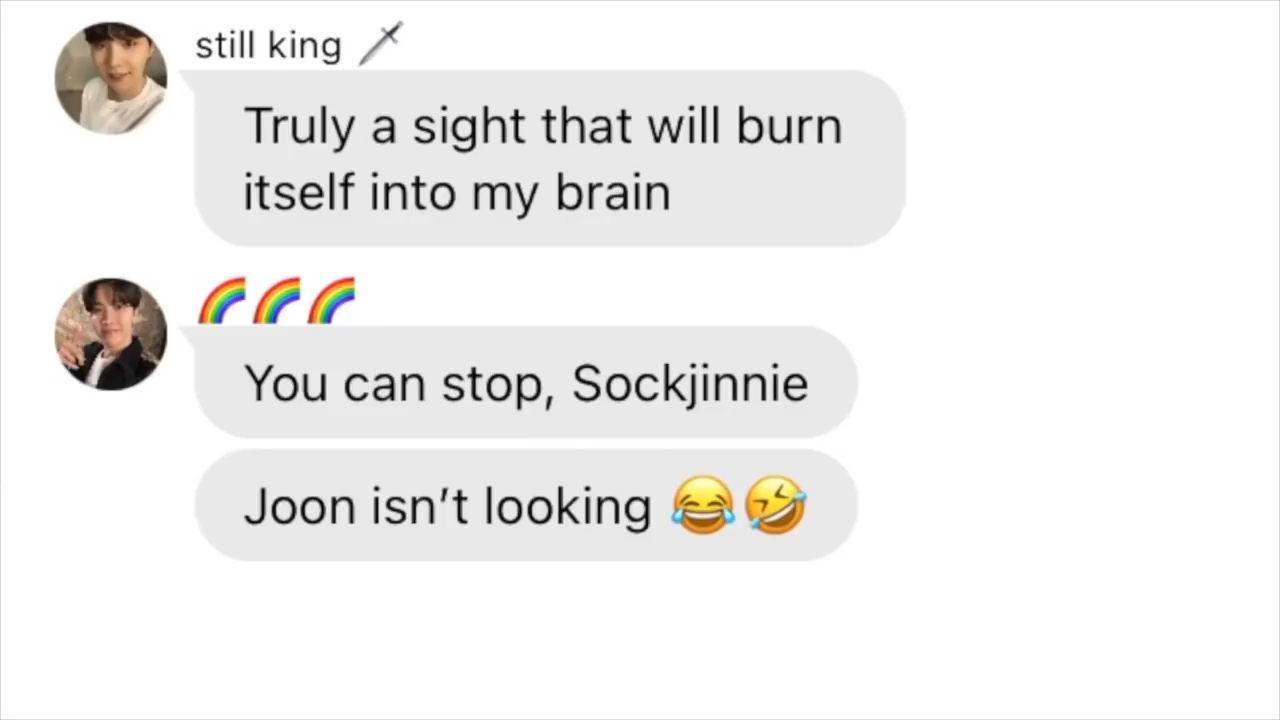 still king 🗡️
Truly a sight that will burn
itself into my brain
🌈🌈🌈
You can stop, Sockjinnie
Joon isn’t looking 😂🤣